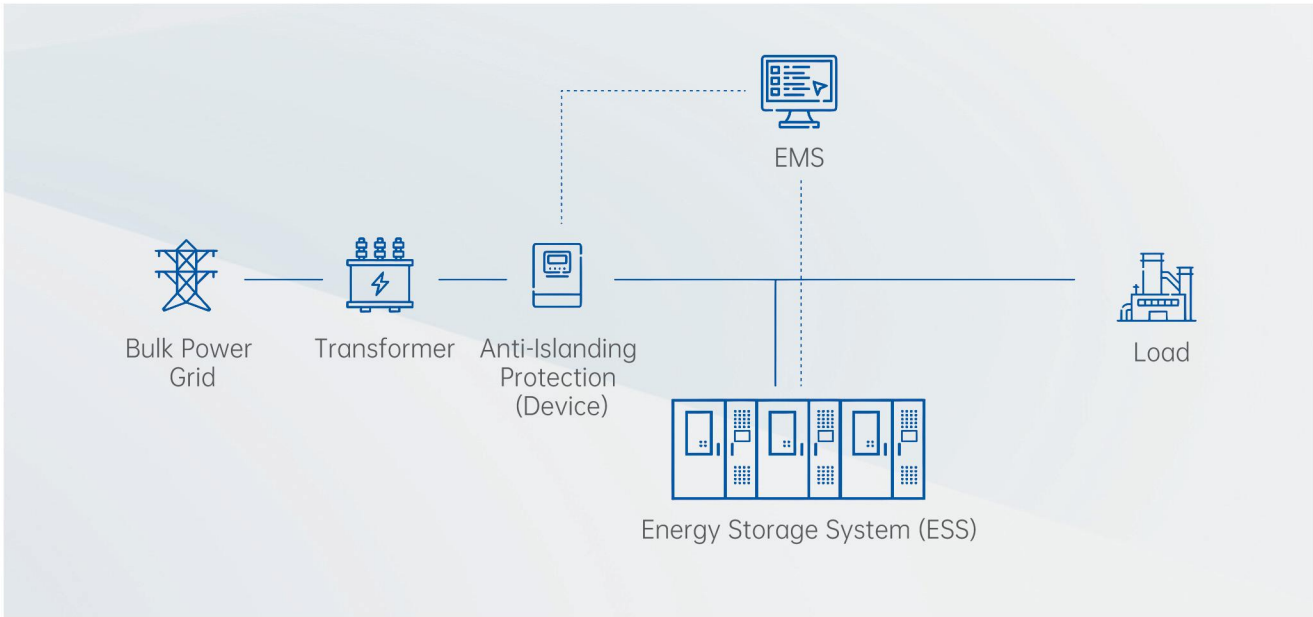 EMS
Bulk Power
Grid
Transformer
Anti-Islanding
Protection
(Device)
Load
Energy Storage System (ESS)